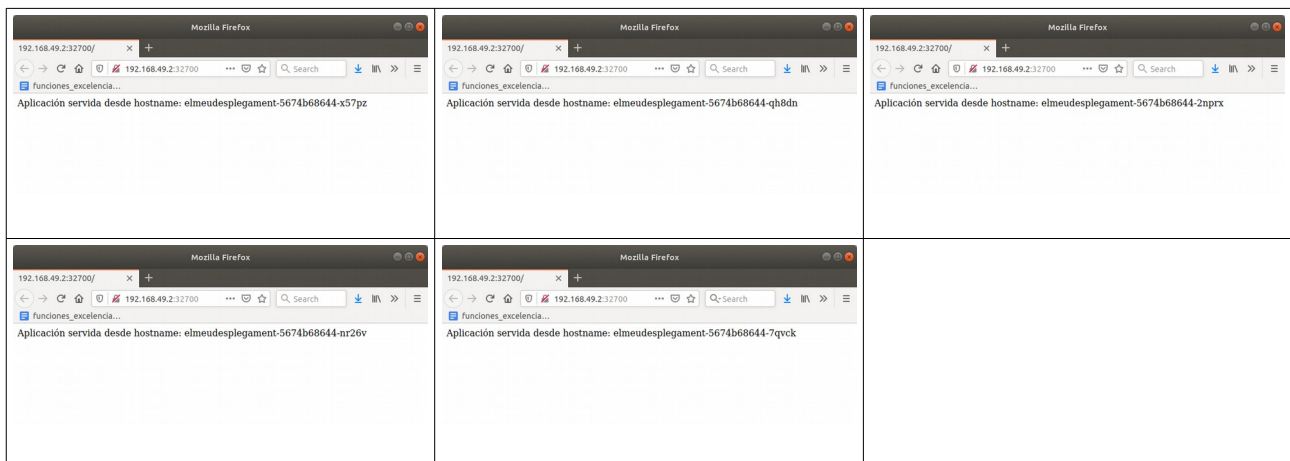 Mozilla Firefox
192.168.49.2:32700/
192.168.49.2:32700
Search
funciones_excelencia...
Aplicación servida desde hostname: elmeudesplegament-5674b68644-x57pz
Mozilla Firefox
192.168.49.2:32700/
192.168.49.2:32700
Search
funciones_excelencia...
Aplicación servida desde hostname: elmeudesplegament-5674b68644-qh8dn
Mozilla Firefox
192.168.49.2:32700/
192.168.49.2:32700
Search
funciones_excelencia...
Aplicación servida desde hostname: elmeudesplegament-5674b68644-2nprx
Mozilla Firefox
192.168.49.2:32700/
192.168.49.2:32700
Search
funciones_excelencia...
Aplicación servida desde hostname: elmeudesplegament-5674b68644-nr26v
Mozilla Firefox
192.168.49.2:32700/
192.168.49.2:32700
Search
funciones_excelencia...
Aplicación servida desde hostname: elmeudesplegament-5674b68644-7qvck